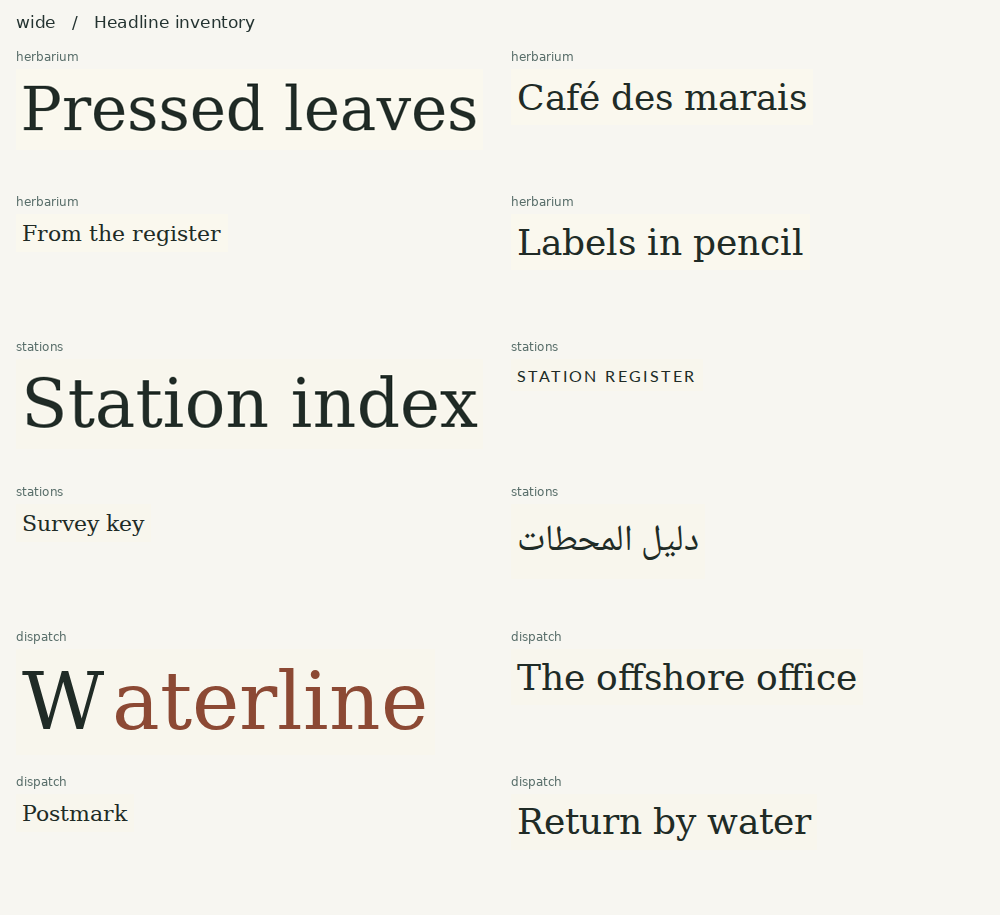 wide / Headline inventory
herbarium
Pressed leaves
herbarium
Café des marais
herbarium
From the register
herbarium
Labels in pencil
stations
Station index
stations
STATION REGISTER
stations
Survey key
stations
دليل المحطات
dispatch
Waterline
dispatch
The offshore office
dispatch
Postmark
dispatch
Return by water